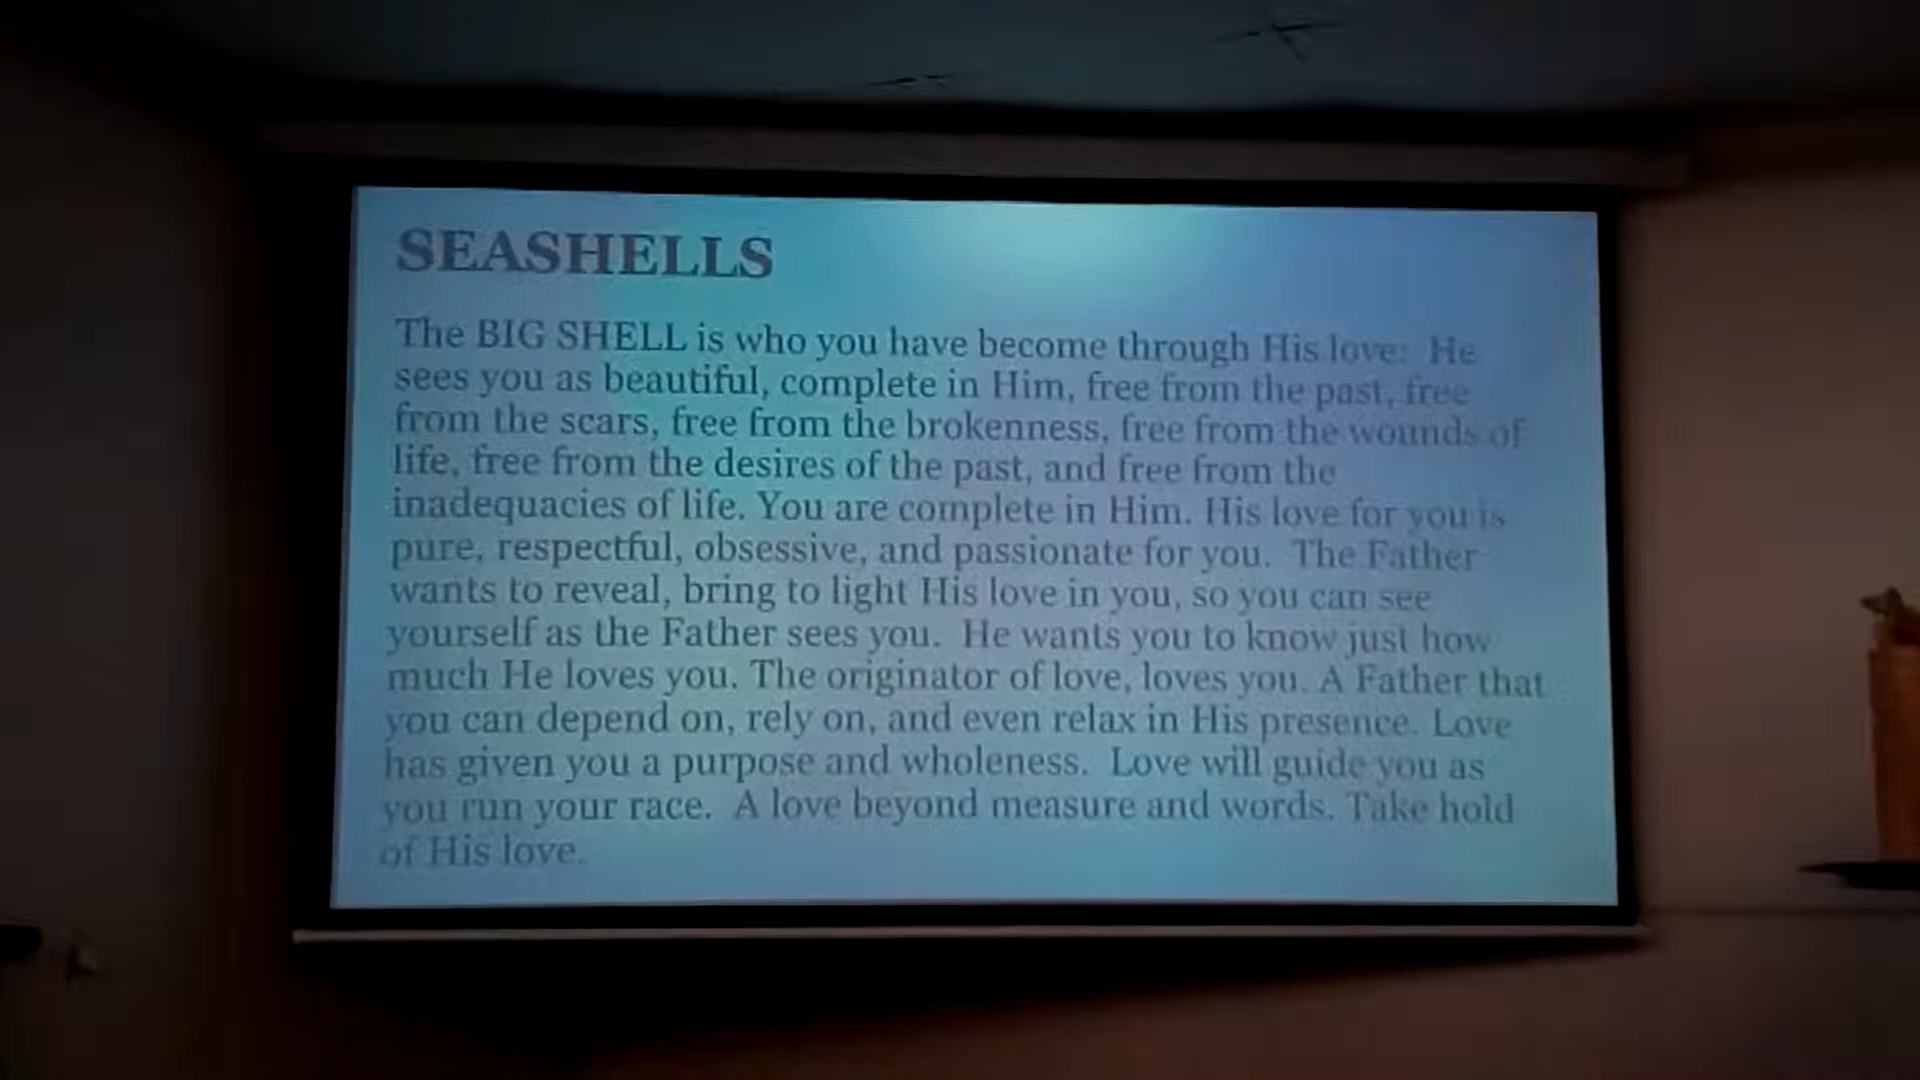 SEASHELLS
The BIG SHELL is who you have become through His love:  He
sees you as beautiful, complete in Him, free from the past, free
from the scars, free from the brokenness, free from the wounds of
life, free from the desires of the past, and free from the
inadequacies of life. You are complete in Him. His love for you is
pure, respectful, obsessive, and passionate for you.  The Father
wants to reveal, bring to light His love in you, so you can see
yourself as the Father sees you.  He wants you to know just how
much He loves you. The originator of love, loves you. A Father that
you can depend on, rely on, and even relax in His presence. Love
has given you a purpose and wholeness.  Love will guide you as
you run your race.  A love beyond measure and words. Take hold
of His love.